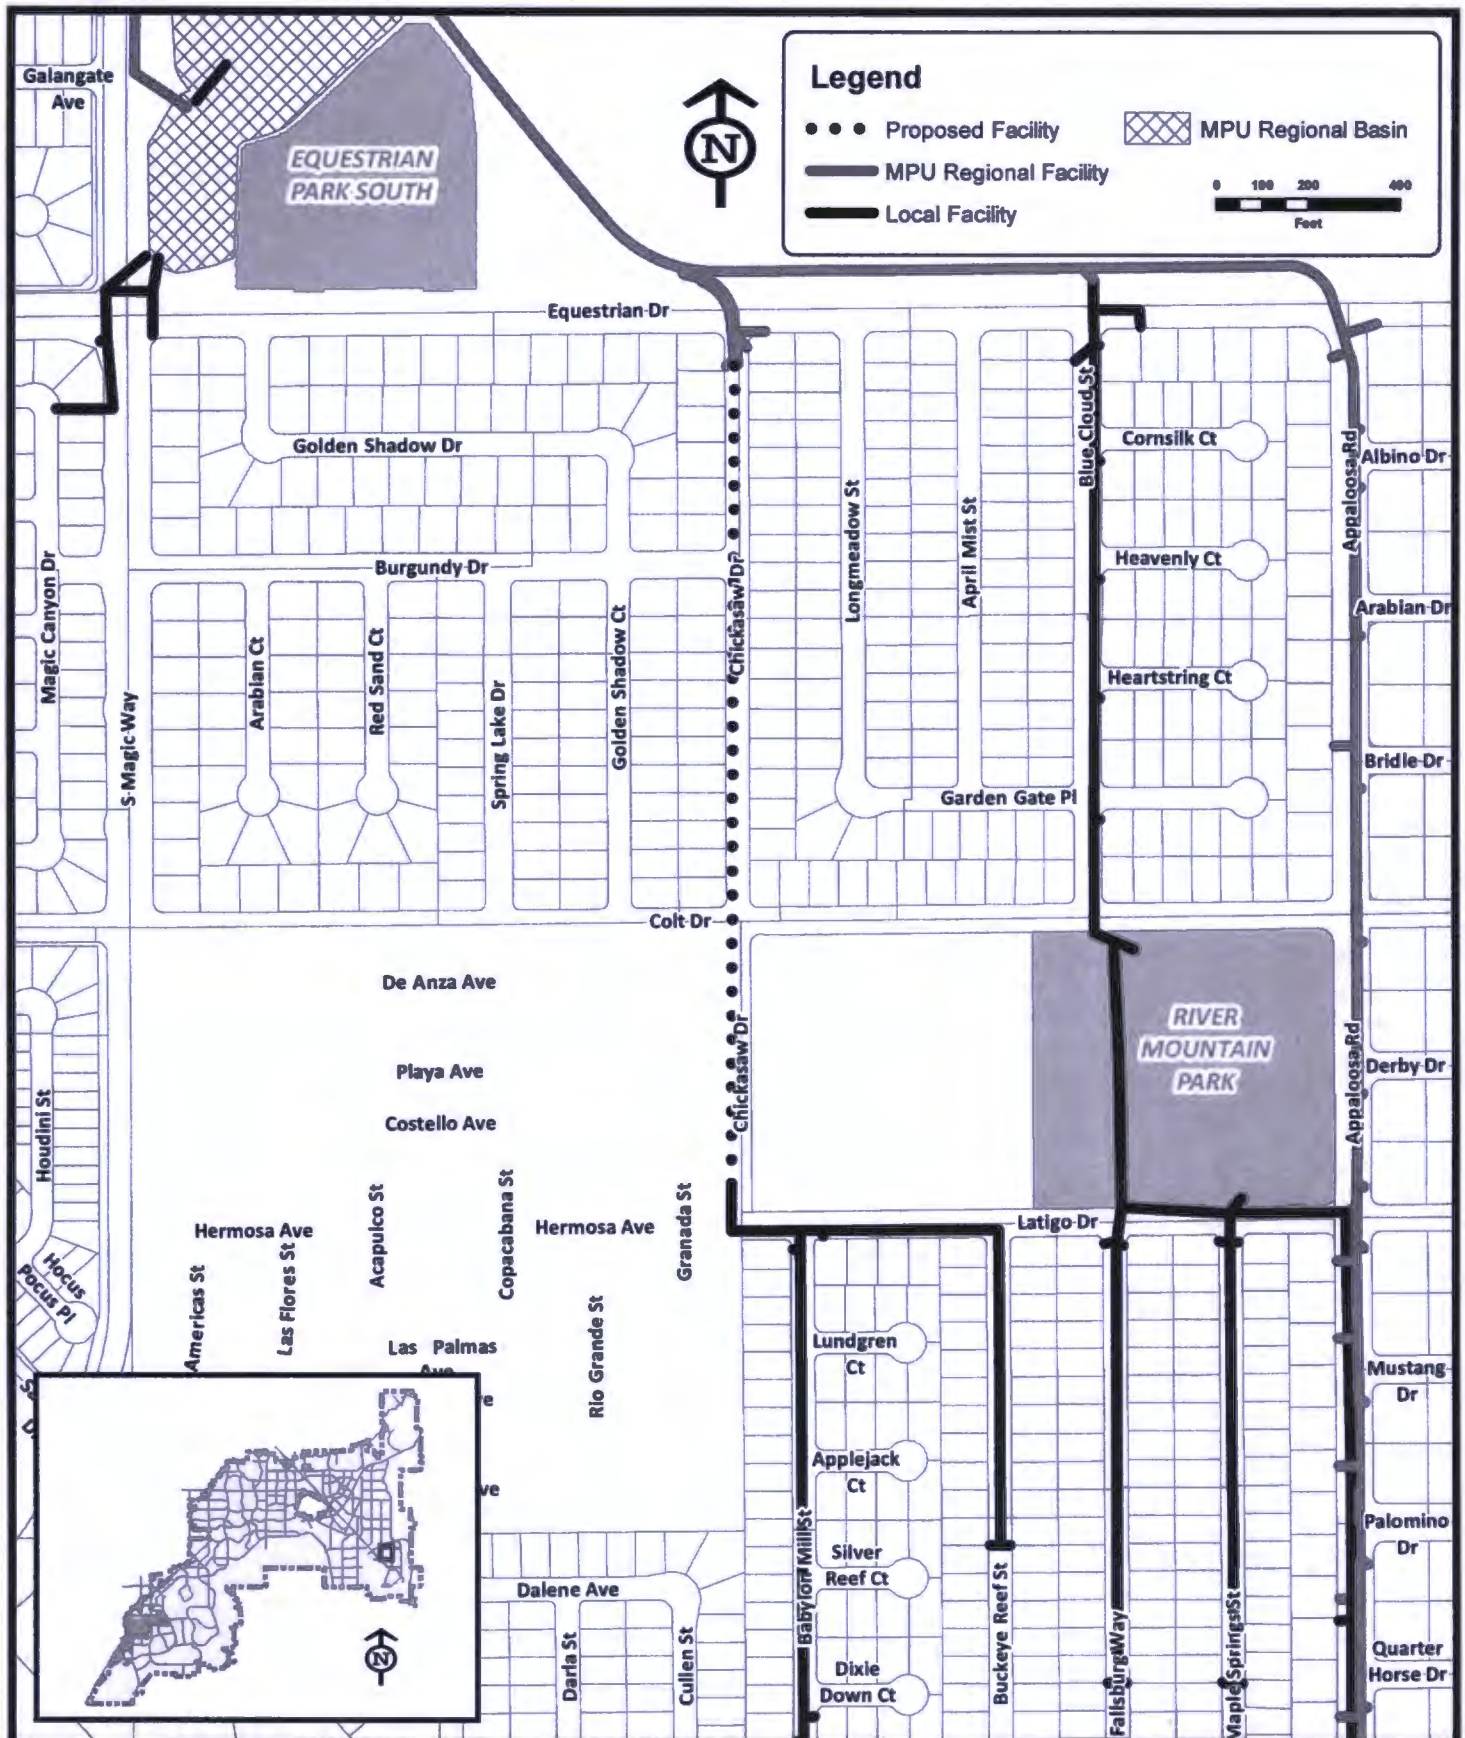 Galangate
Ave
EQUESTRIAN
PARK SOUTH
N
Legend
Proposed Facility
MPU Regional Basin
MPU Regional Facility
Local Facility
0 100 200 400
Feet
Equestrian Dr
Golden Shadow Dr
Burgundy Dr
Magic Canyon Dr
S Magic Way
Arabian Ct
Red Sand Ct
Spring Lake Dr
Golden Shadow Ct
Chickasaw Dr
Longmeadow St
April Mist St
Blue Cloud St
Cornsilk Ct
Heavenly Ct
Heartstring Ct
Garden Gate Pl
Appaloosa Rd
Albino Dr
Arabian Dr
Bridle Dr
Colt Dr
De Anza Ave
Playa Ave
Costello Ave
Chickasaw Dr
RIVER
MOUNTAIN
PARK
Appaloosa Rd
Derby Dr
Houdini St
Hocus
Pocus Pl
Hermosa Ave
Hermosa Ave
Americas St
Las Flores St
Acapulco St
Copacabana St
Rio Grande St
Granada St
Las Palmas
Latigo Dr
Lundgren
Ct
Applejack
Ct
Silver
Reef Ct
Dixie
Down Ct
Babylon Mill St
Buckeye Reef St
Fallsburg Way
Maple Springs St
Mustang
Dr
Palomino
Dr
Quarter
Horse Dr
Dalene Ave
Darla St
Cullen St
N